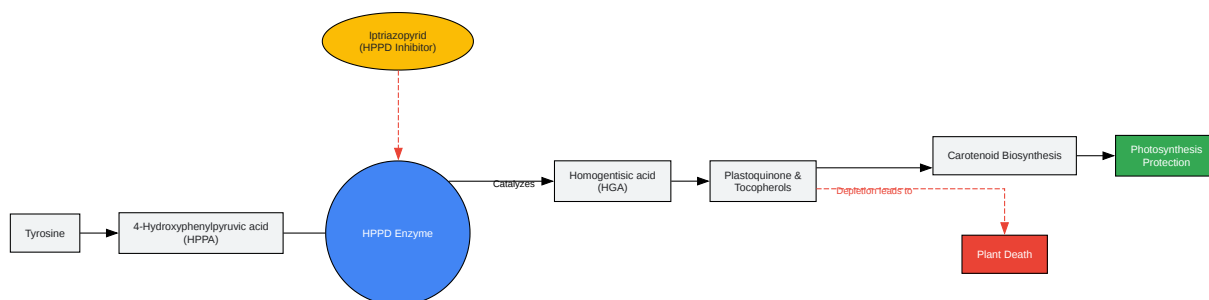 Iptriazopyrid
(HPPD Inhibitor)
Tyrosine
4-Hydroxyphenylpyruvic acid
(HPPA)
HPPD Enzyme
Catalyzes
Homogentisic acid
(HGA)
Plastoquinone &
Tocopherols
Depletion leads to
Carotenoid Biosynthesis
Photosynthesis
Protection
Plant Death